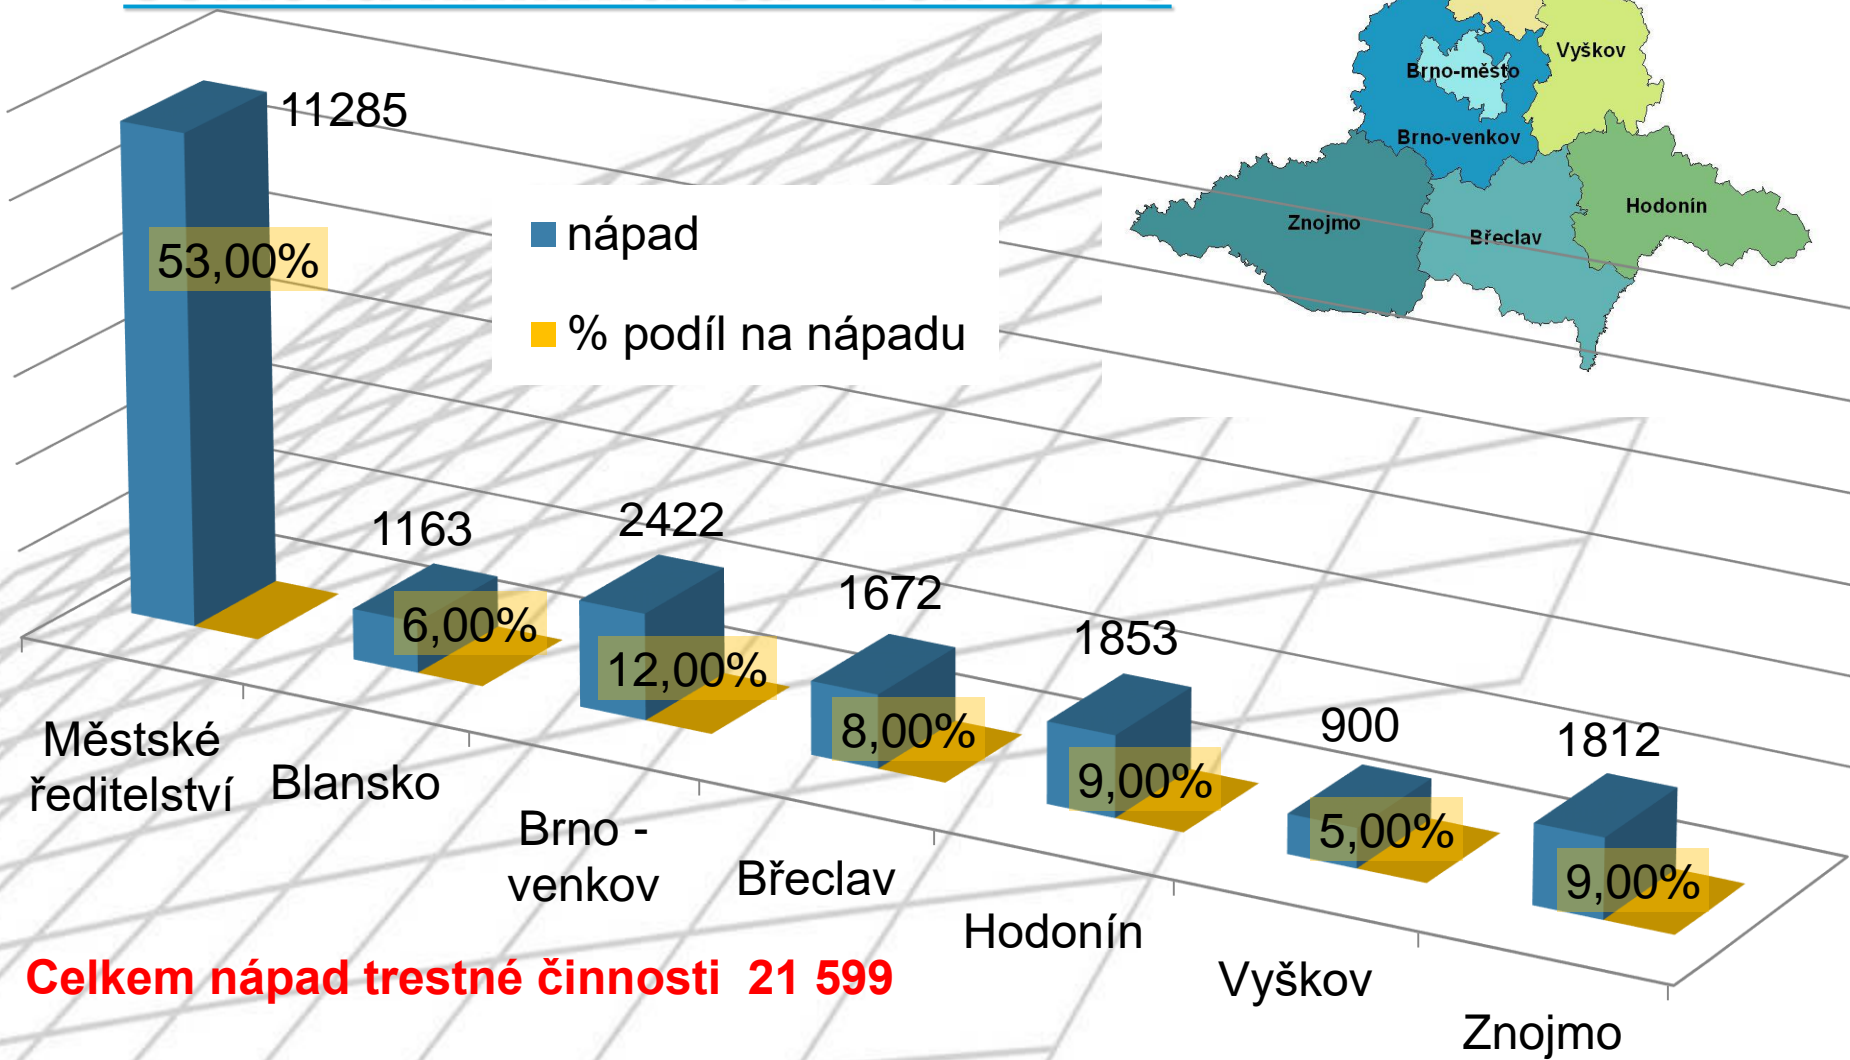 Vyškov
Brno-město
Brno-venkov
Hodonín
Znojmo
Břeclav
nápad
% podíl na nápadu
11285
53,00%
1163
6,00%
2422
12,00%
1672
8,00%
1853
9,00%
900
5,00%
1812
9,00%
Městské
ředitelství
Blansko
Brno -
venkov
Břeclav
Hodonín
Vyškov
Znojmo
Celkem nápad trestné činnosti 21 599